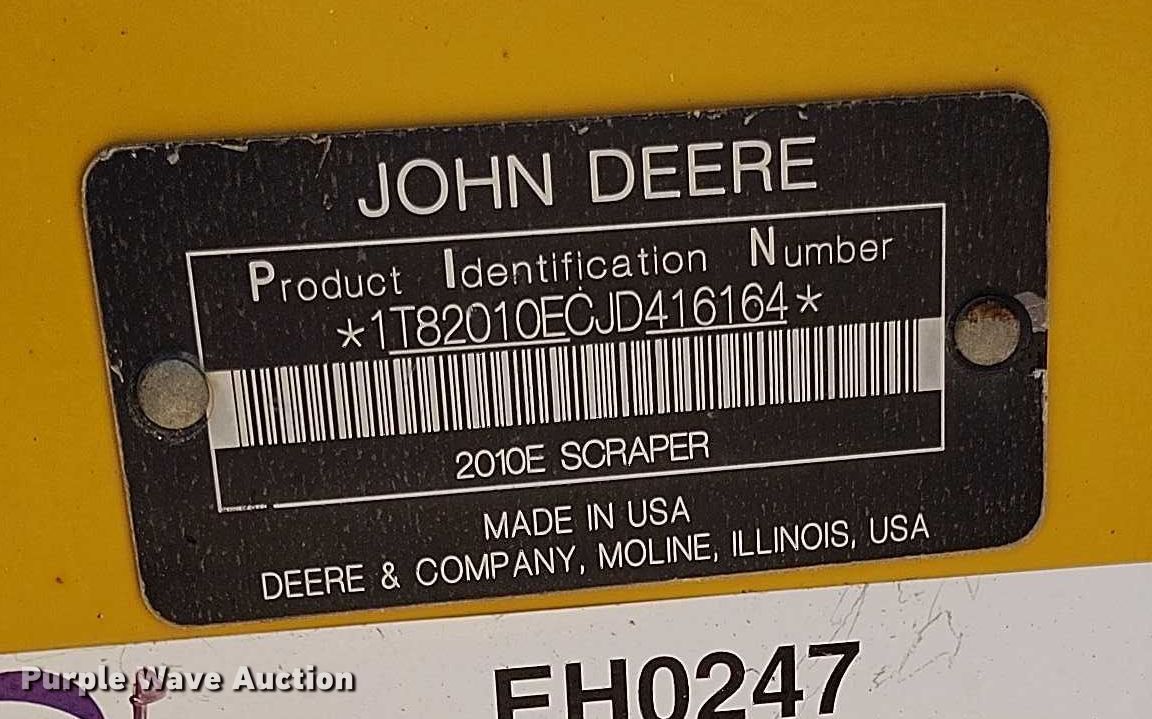 JOHN DEERE
Product Identification Number
*1T82010ECJD416164*
2010E SCRAPER
MADE IN USA
DEERE & COMPANY, MOLINE, ILLINOIS, USA
EH0247
Purple Wave Auction